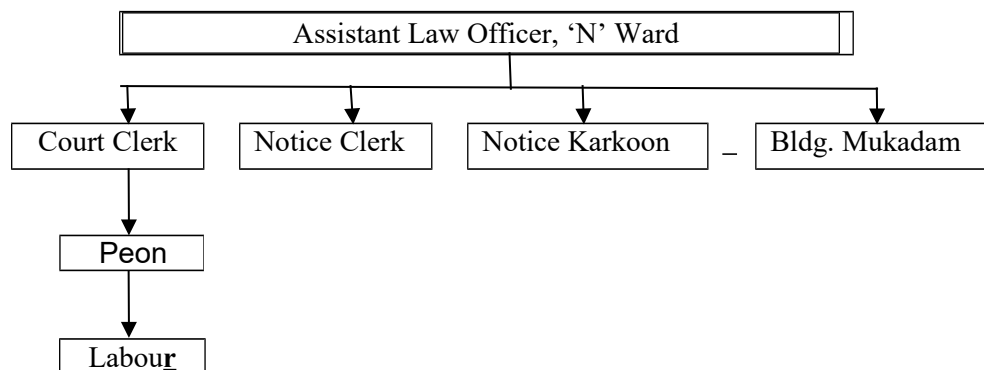 Assistant Law Officer, ‘N’ Ward
Court Clerk
Notice Clerk
Notice Karkoon
_
Bldg. Mukadam
Peon
Labour